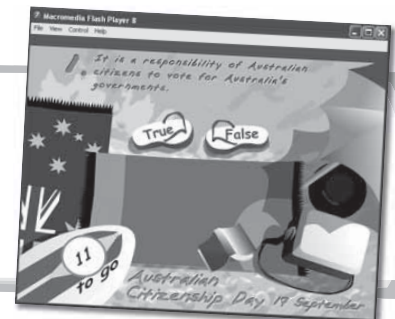 Macromedia Flash Player 8
File View Control Help
1. It is a responsibility of Australian
citizens to vote for Australia's
governments.
True False
11
to go
Australian
Citizenship Day 17 September